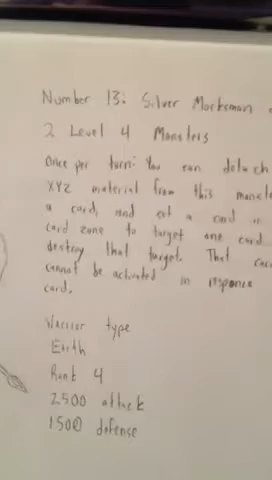 Number 13: Silver Marksman
2 Level 4 Monsters
Once per turn: You can detach
XYZ material from this
a card, and a card
card zone to target one card
destroy that target. That
cannot be activated in response
card.
Warrior type
Earth
Rank 4
2500 attack
1500 defense